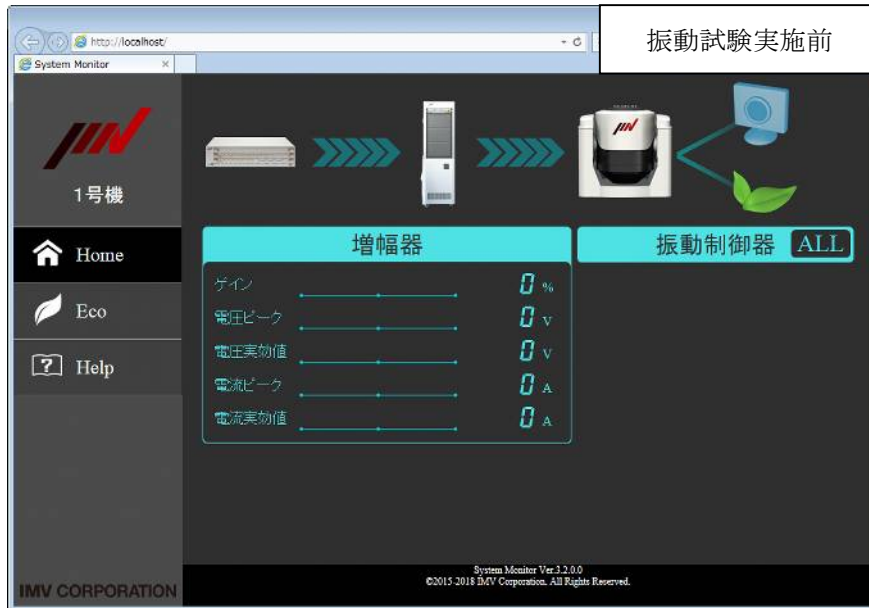 振動試験実施前
http://localhost/
System Monitor
1号機
Home
Eco
Help
IMV CORPORATION
増幅器
ゲイン 0 %
電圧ピーク 0 V
電圧実効値 0 V
電流ピーク 0 A
電流実効値 0 A
振動制御器 ALL
System Monitor Ver.3.2.0.0
©2015-2018 IMV Corporation. All Rights Reserved.